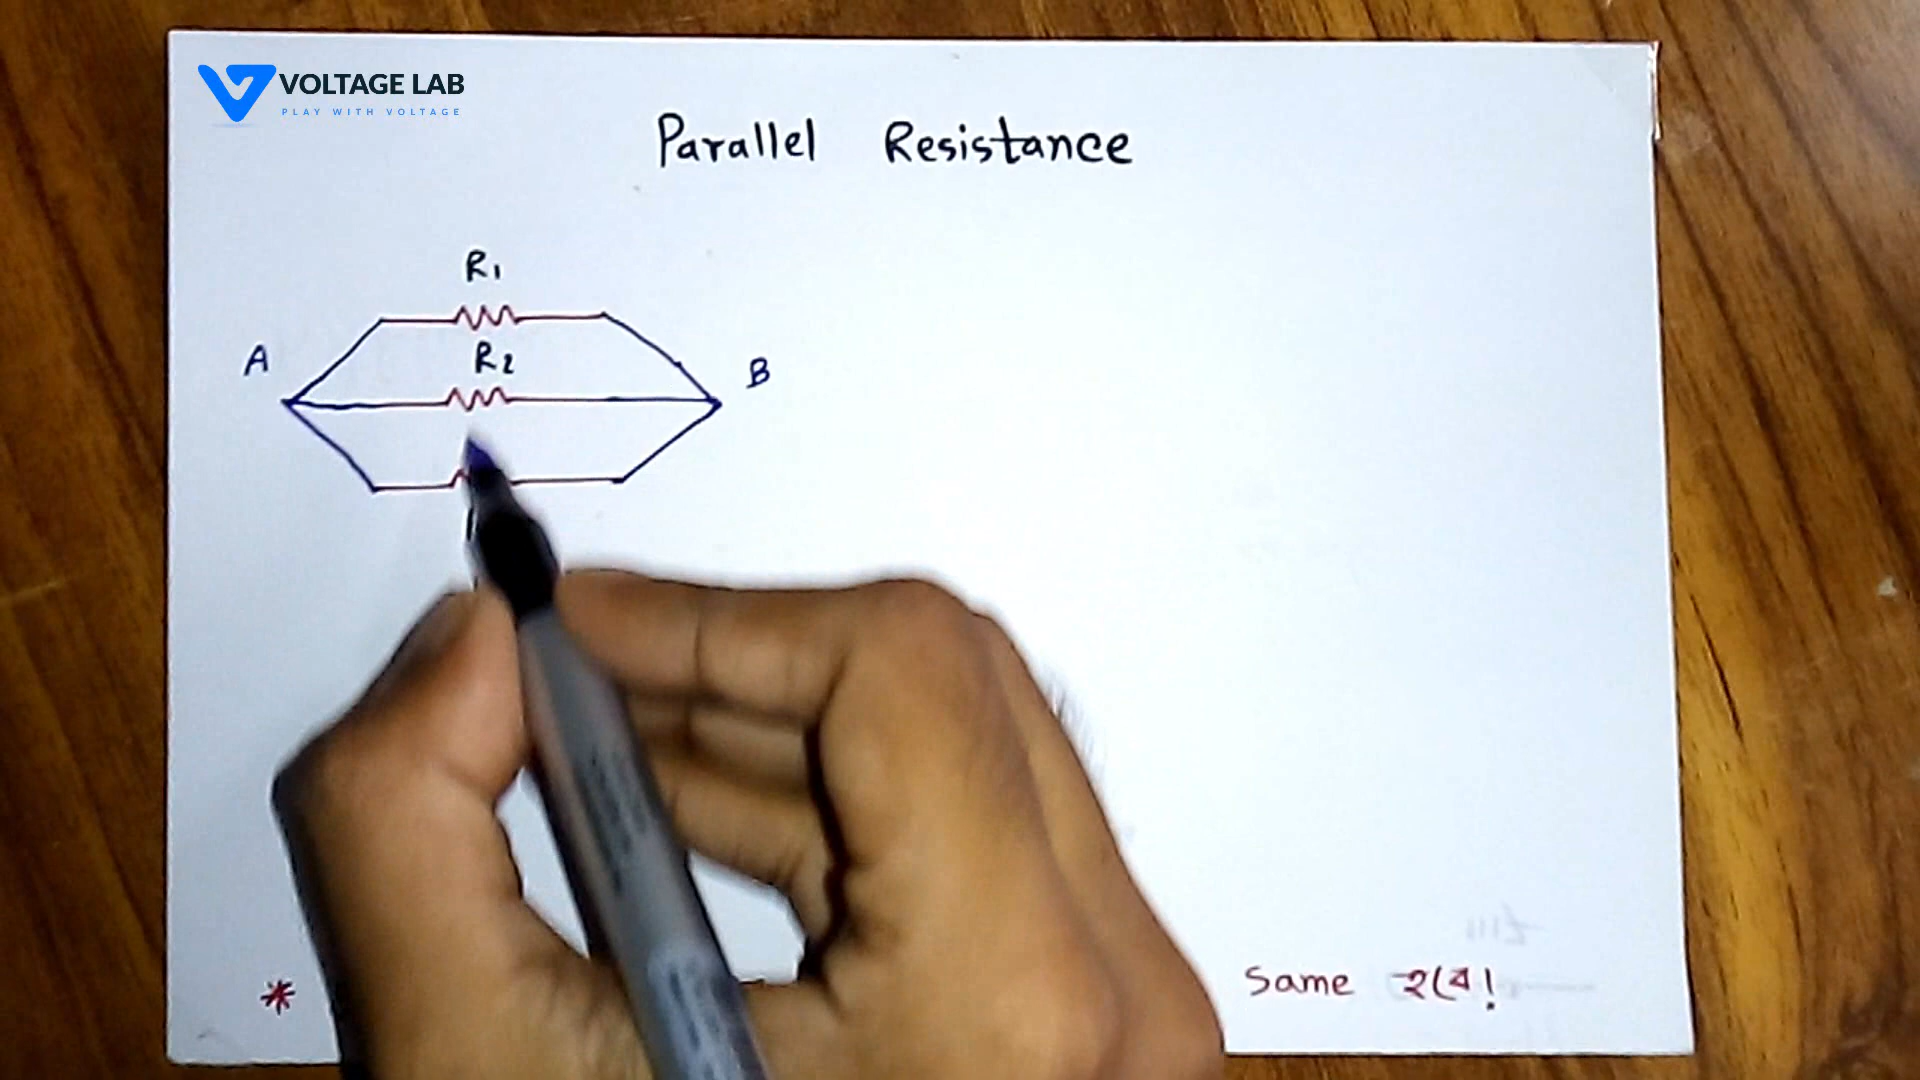 VOLTAGE LAB
PLAY WITH VOLTAGE
Parallel Resistance
R1
A
R2
B
* Same হবে!